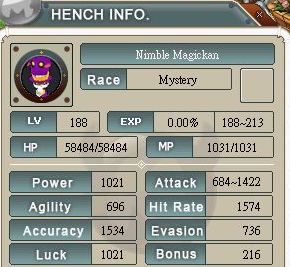 HENCH INFO.
Nimble Magickan
Race Mystery
LV 188 EXP 0.00% 188~213
HP 58484/58484 MP 1031/1031
Power 1021 Attack 684~1422
Agility 696 Hit Rate 1574
Accuracy 1534 Evasion 736
Luck 1021 Bonus 216